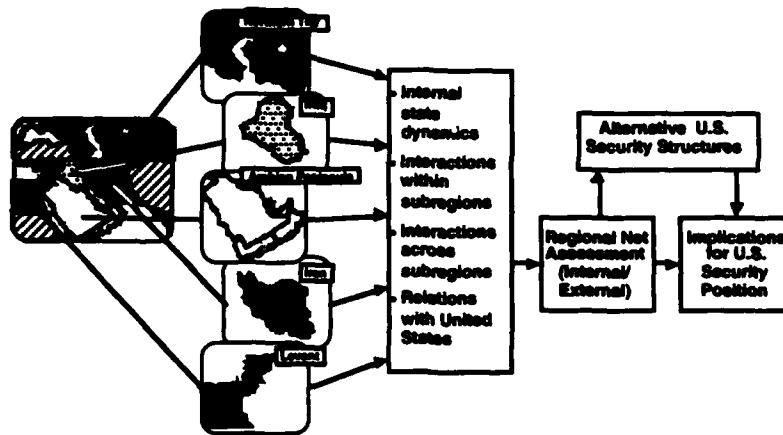 Iraq
Arabian Peninsula
Iran
Levant
Internal
state
dynamics
Interactions
within
subregions
Interactions
across
subregions
Relations
with United
States
Regional Net
Assessment
(Internal/
External)
Alternative U.S.
Security Structures
Implications
for U.S.
Security
Position